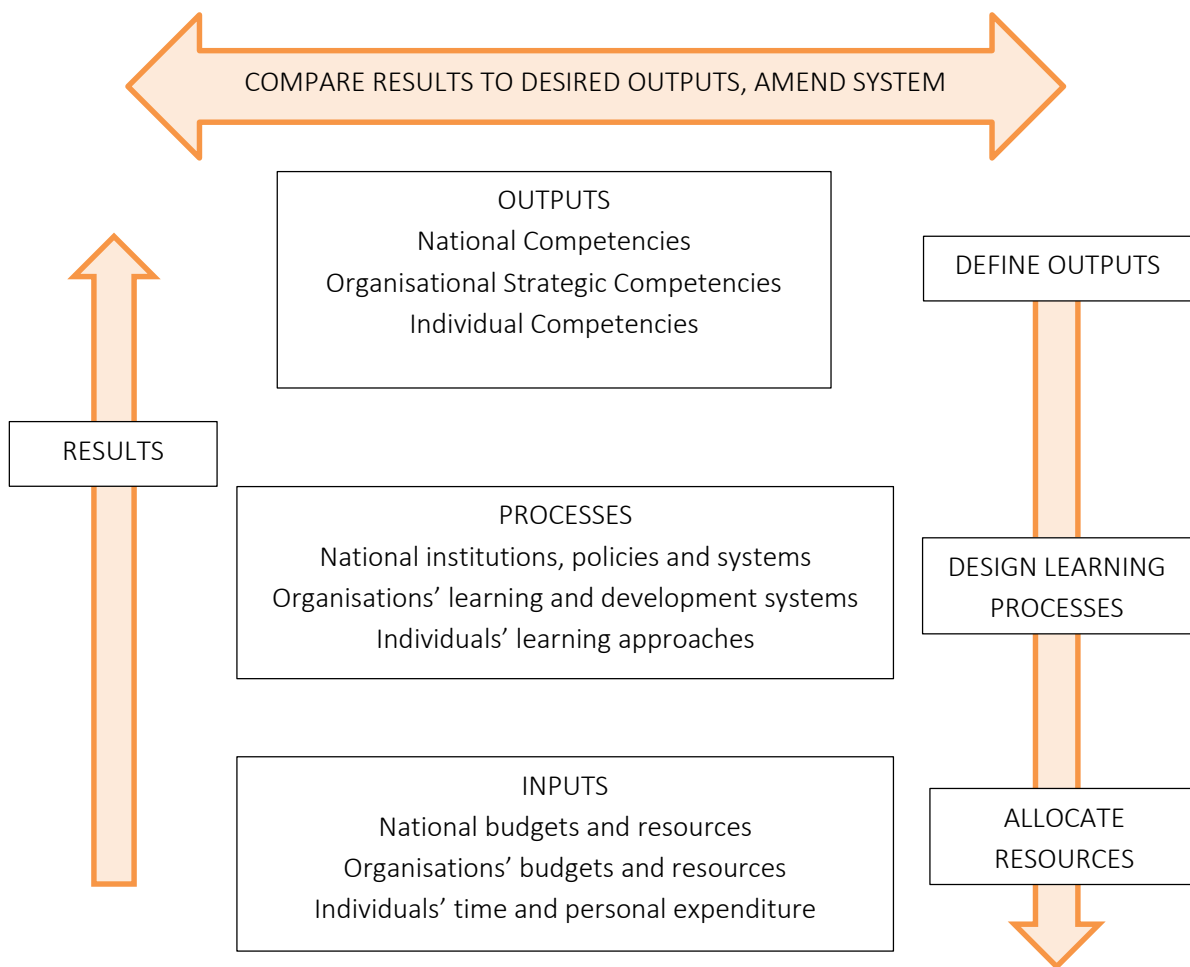 COMPARE RESULTS TO DESIRED OUTPUTS, AMEND SYSTEM
OUTPUTS
National Competencies
Organisational Strategic Competencies
Individual Competencies
DEFINE OUTPUTS
RESULTS
PROCESSES
National institutions, policies and systems
Organisations’ learning and development systems
Individuals’ learning approaches
DESIGN LEARNING
PROCESSES
INPUTS
National budgets and resources
Organisations’ budgets and resources
Individuals’ time and personal expenditure
ALLOCATE
RESOURCES